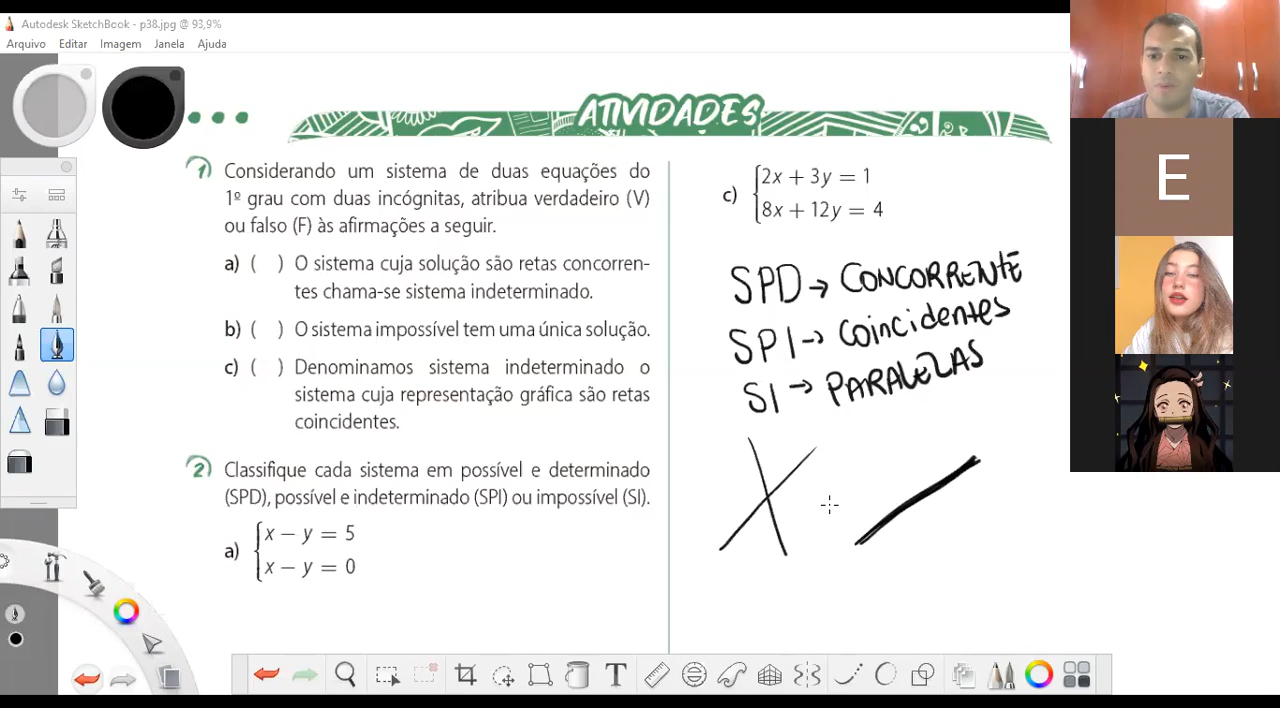 Autodesk SketchBook - p38.jpg @ 93,9%
Arquivo Editar Imagem Janela Ajuda
ATIVIDADES
1 Considerando um sistema de duas equações do
1º grau com duas incógnitas, atribua verdadeiro (V)
ou falso (F) às afirmações a seguir.
a) ( ) O sistema cuja solução são retas concorren-
tes chama-se sistema indeterminado.
b) ( ) O sistema impossível tem uma única solução.
c) ( ) Denominamos sistema indeterminado o
sistema cuja representação gráfica são retas
coincidentes.
2 Classifique cada sistema em possível e determinado
(SPD), possível e indeterminado (SPI) ou impossível (SI).
a) x − y = 5
x − y = 0
c) 2x + 3y = 1
8x + 12y = 4
SPD → CONCORRENTE
SPI → Coincidentes
SI → PARALELAS
E
T